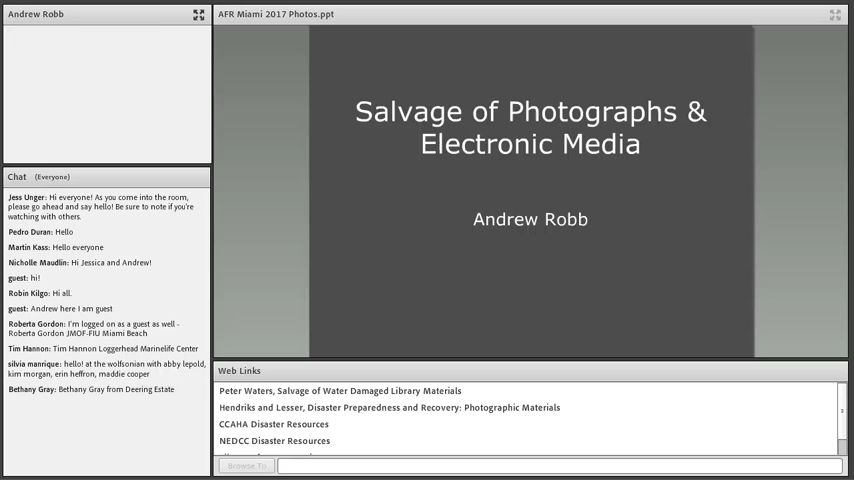 Andrew Robb
Chat (Everyone)
Jess Unger: Hi everyone! As you come into the room,
please go ahead and say hello! Be sure to note if you're
watching with others.
Pedro Duran: Hello
Martin Kass: Hello everyone
Nicholle Maudlin: Hi Jessica and Andrew!
guest: hi!
Robin Kilgo: Hi all.
guest: Andrew here I am guest
Roberta Gordon: I'm logged on as a guest as well -
Roberta Gordon JMOF-FIU Miami Beach
Tim Hannon: Tim Hannon Loggerhead Marinelife Center
silvia manrique: hello! at the wolfsonian with abby lepold,
kim morgan, erin heffron, maddie cooper
Bethany Gray: Bethany Gray from Deering Estate
AFR Miami 2017 Photos.ppt
Salvage of Photographs &
Electronic Media
Andrew Robb
Web Links
Peter Waters, Salvage of Water Damaged Library Materials
Hendriks and Lesser, Disaster Preparedness and Recovery: Photographic Materials
CCAHA Disaster Resources
NEDCC Disaster Resources
Browse To